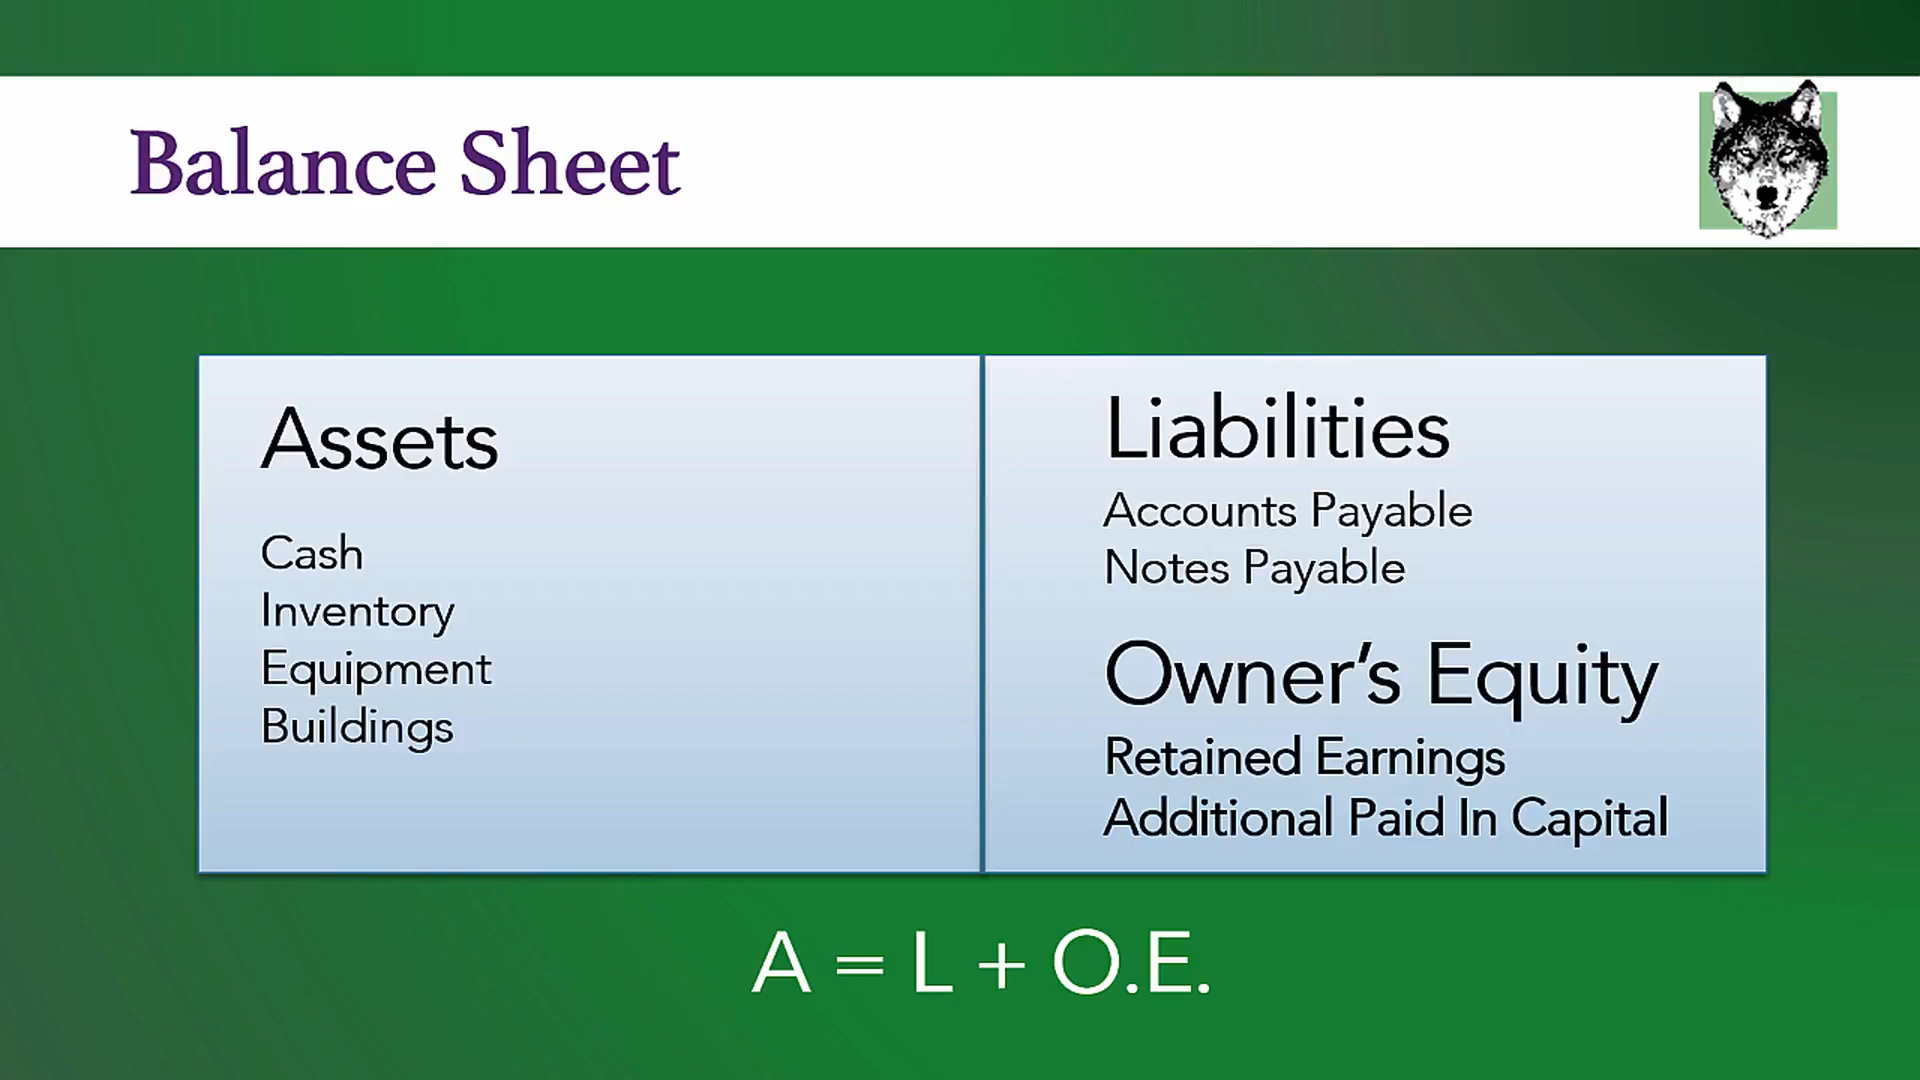 Balance Sheet
Assets
Cash
Inventory
Equipment
Buildings
Liabilities
Accounts Payable
Notes Payable
Owner’s Equity
Retained Earnings
Additional Paid In Capital
A = L + O.E.